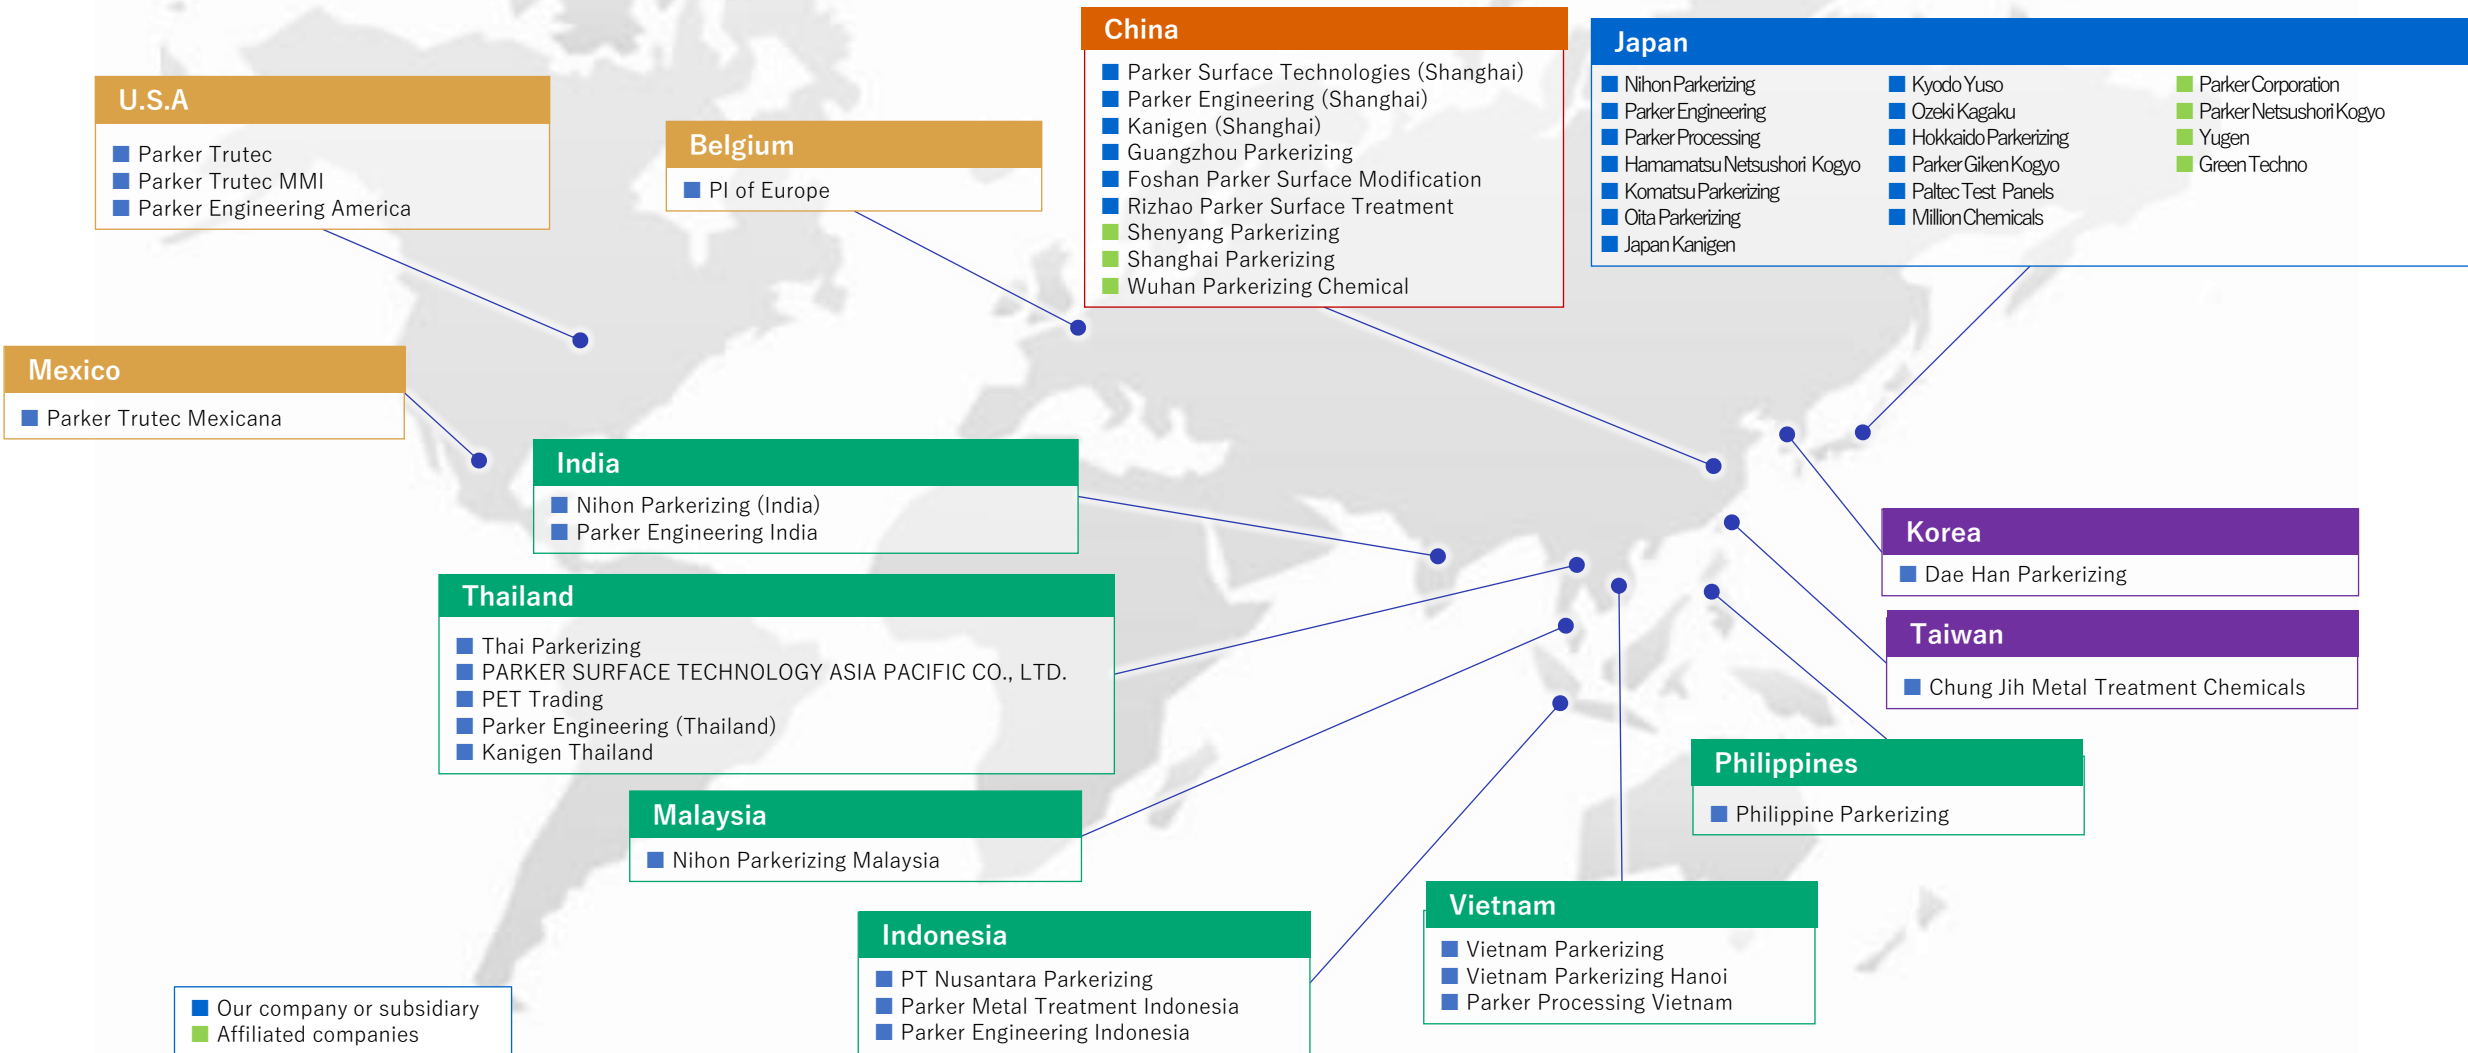 U.S.A
Parker Trutec
Parker Trutec MMI
Parker Engineering America
Belgium
PI of Europe
China
Parker Surface Technologies (Shanghai)
Parker Engineering (Shanghai)
Kanigen (Shanghai)
Guangzhou Parkerizing
Foshan Parker Surface Modification
Rizhao Parker Surface Treatment
Shenyang Parkerizing
Shanghai Parkerizing
Wuhan Parkerizing Chemical
Japan
Nihon Parkerizing
Parker Engineering
Parker Processing
Hamamatsu Netsushori Kogyo
Komatsu Parkerizing
Oita Parkerizing
Japan Kanigen
Kyodo Yuso
Ozeki Kagaku
Hokkaido Parkerizing
Parker Giken Kogyo
Paltec Test Panels
Million Chemicals
Parker Corporation
Parker Netsushori Kogyo
Yugen
Green Techno
Mexico
Parker Trutec Mexicana
India
Nihon Parkerizing (India)
Parker Engineering India
Korea
Dae Han Parkerizing
Thailand
Thai Parkerizing
PARKER SURFACE TECHNOLOGY ASIA PACIFIC CO., LTD.
PET Trading
Parker Engineering (Thailand)
Kanigen Thailand
Taiwan
Chung Jih Metal Treatment Chemicals
Philippines
Philippine Parkerizing
Malaysia
Nihon Parkerizing Malaysia
Vietnam
Vietnam Parkerizing
Vietnam Parkerizing Hanoi
Parker Processing Vietnam
Indonesia
PT Nusantara Parkerizing
Parker Metal Treatment Indonesia
Parker Engineering Indonesia
Our company or subsidiary
Affiliated companies